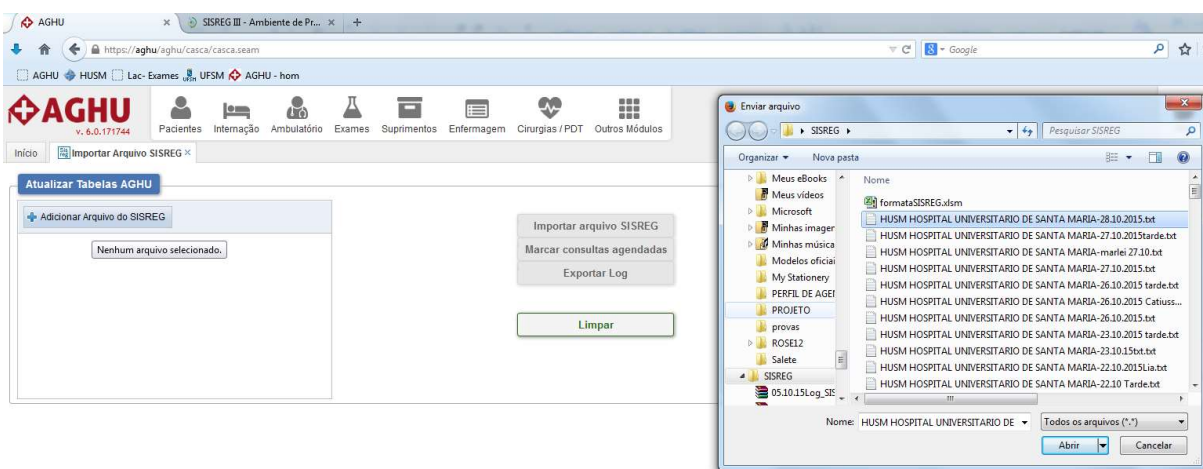 AGHU
SISREG III - Ambiente de Pr...
https://aghu/aghu/casca/casca.seam
Google
AGHU HUSM Lac- Exames UFSM AGHU - hom
AGHU
v. 6.0.171744
Pacientes Internação Ambulatório Exames Suprimentos Enfermagem Cirurgias / PDT Outros Módulos
Início Importar Arquivo SISREG
Atualizar Tabelas AGHU
Adicionar Arquivo do SISREG
Nenhum arquivo selecionado.
Importar arquivo SISREG
Marcar consultas agendadas
Exportar Log
Limpar
Enviar arquivo
SISREG
Pesquisar SISREG
Organizar Nova pasta
Meus eBooks
Meus vídeos
Microsoft
Minhas imagen
Minhas música
Modelos oficiai
My Stationery
PERFIL DE AGEI
PROJETO
provas
ROSE12
Salete
SISREG
05.10.15Log_SIS
Nome
formataSISREG.xlsm
HUSM HOSPITAL UNIVERSITARIO DE SANTA MARIA-28.10.2015.txt
HUSM HOSPITAL UNIVERSITARIO DE SANTA MARIA-27.10.2015tarde.txt
HUSM HOSPITAL UNIVERSITARIO DE SANTA MARIA-marlei 27.10.txt
HUSM HOSPITAL UNIVERSITARIO DE SANTA MARIA-27.10.2015.txt
HUSM HOSPITAL UNIVERSITARIO DE SANTA MARIA-26.10.2015 tarde.txt
HUSM HOSPITAL UNIVERSITARIO DE SANTA MARIA-26.10.2015 Catiuss...
HUSM HOSPITAL UNIVERSITARIO DE SANTA MARIA-26.10.2015.txt
HUSM HOSPITAL UNIVERSITARIO DE SANTA MARIA-23.10.2015 tarde.txt
HUSM HOSPITAL UNIVERSITARIO DE SANTA MARIA-23.10.15txt.txt
HUSM HOSPITAL UNIVERSITARIO DE SANTA MARIA-22.10.2015Lia.txt
HUSM HOSPITAL UNIVERSITARIO DE SANTA MARIA-22.10 Tarde.txt
Nome: HUSM HOSPITAL UNIVERSITARIO DE
Todos os arquivos (*.*)
Abrir Cancelar